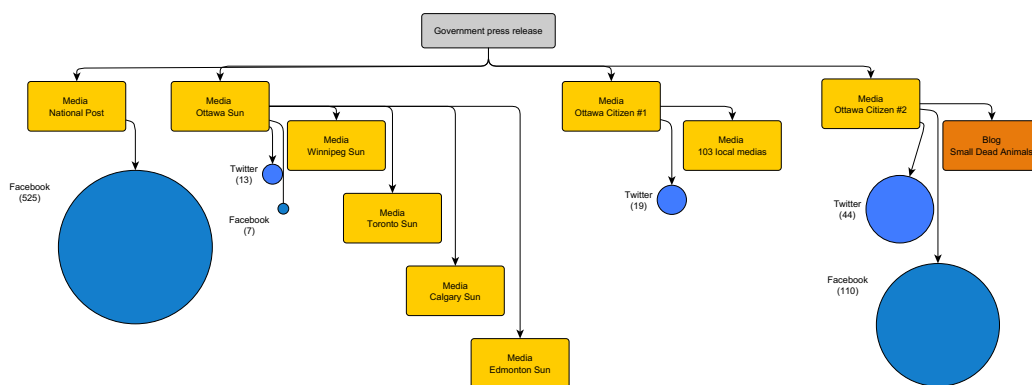 Government press release
Media
National Post
Media
Ottawa Sun
Media
Ottawa Citizen #1
Media
Ottawa Citizen #2
Media
Winnipeg Sun
Media
103 local medias
Blog
Small Dead Animals
Twitter
(13)
Facebook
(525)
Twitter
(19)
Facebook
(7)
Media
Toronto Sun
Twitter
(44)
Media
Calgary Sun
Facebook
(110)
Media
Edmonton Sun